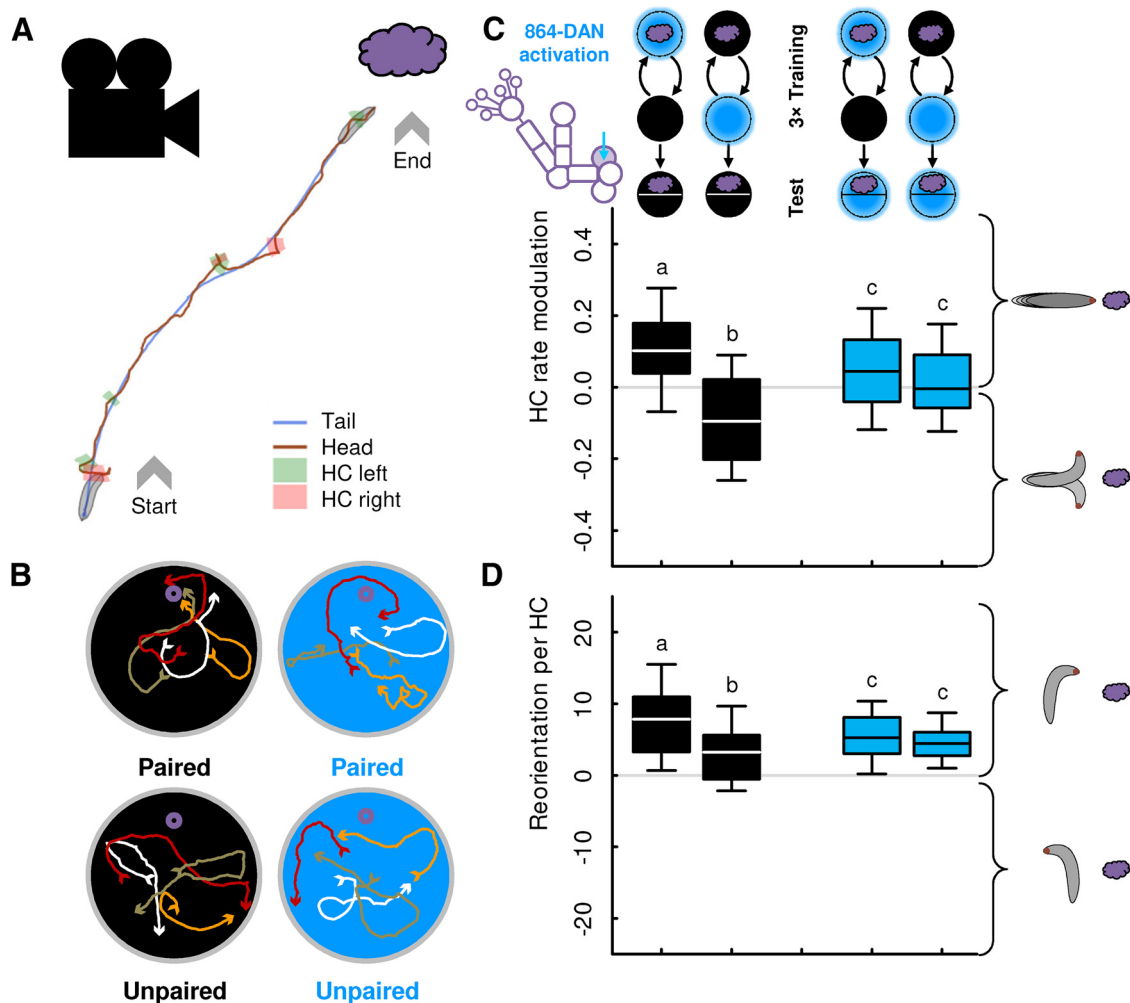 A
End
Start
Tail
Head
HC left
HC right
B
Paired
Paired
Unpaired
Unpaired
C
864-DAN
activation
3× Training
Test
HC rate modulation
0.4
0.2
0.0
-0.2
-0.4
a
b
c
c
D
Reorientation per HC
20
10
0
-10
-20
a
b
c
c